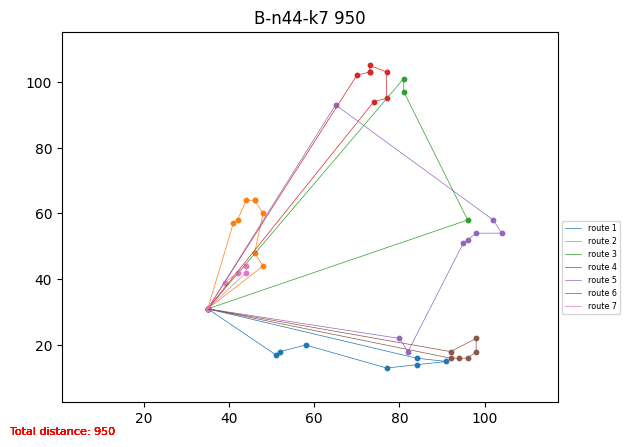 B-n44-k7 950
100
80
60
40
20
20
40
60
80
100
route 1
route 2
route 3
route 4
route 5
route 6
route 7
Total distance: 950